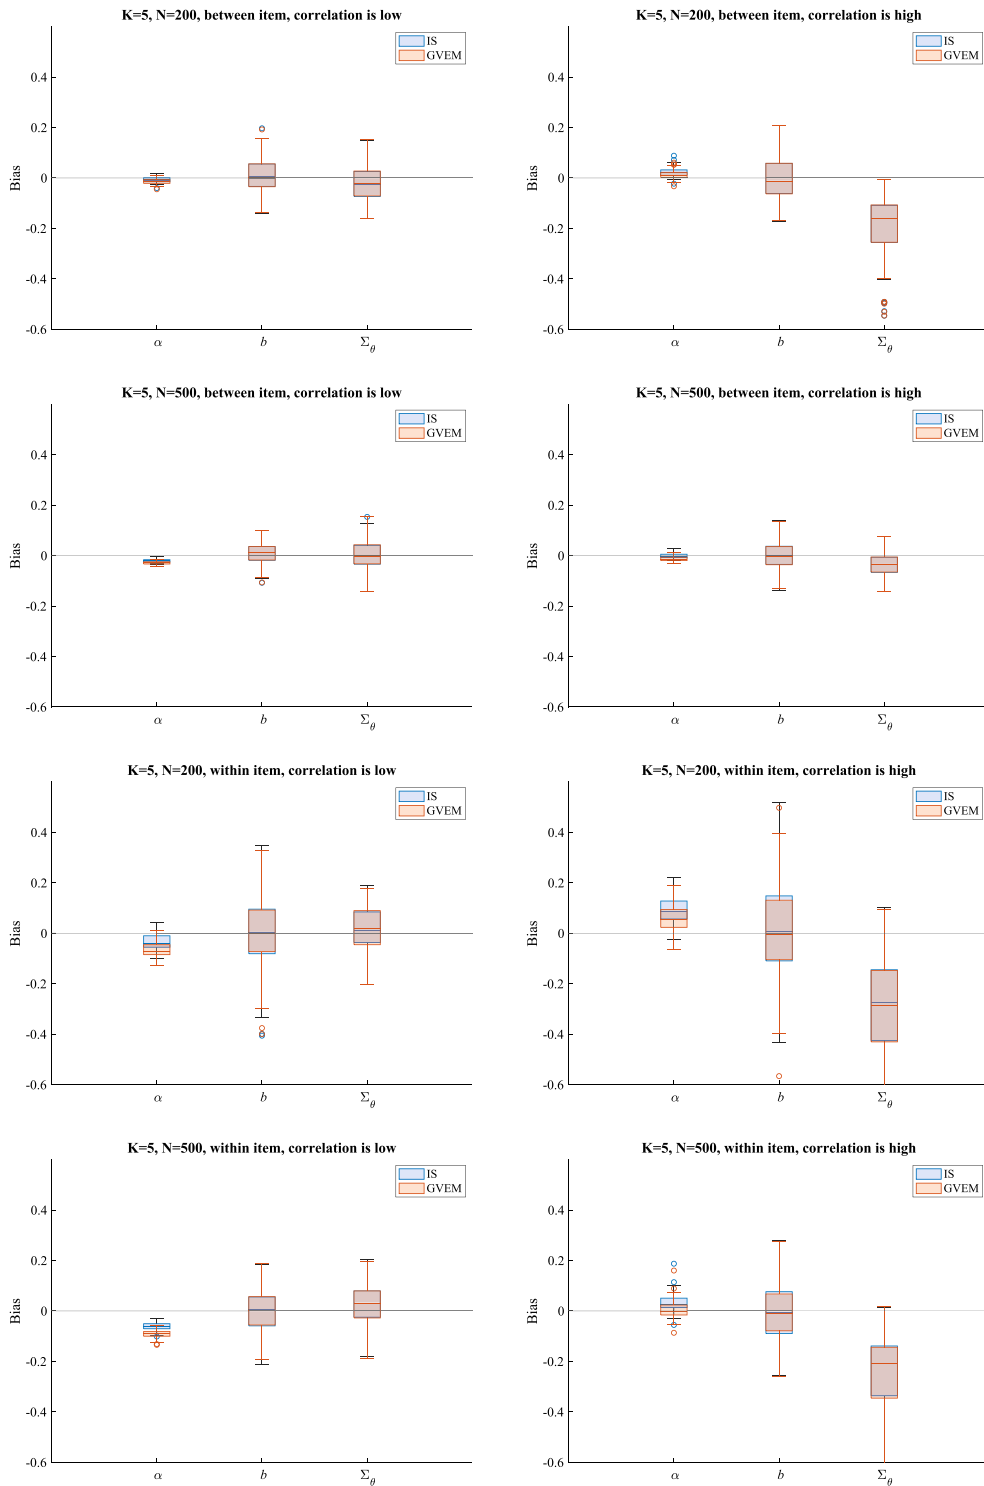 K=5, N=200, between item, correlation is low
IS
GVEM
0.4
0.2
0
-0.2
-0.4
-0.6
Bias
α
b
Σθ
K=5, N=200, between item, correlation is high
IS
GVEM
0.4
0.2
0
-0.2
-0.4
-0.6
Bias
α
b
Σθ
K=5, N=500, between item, correlation is low
IS
GVEM
0.4
0.2
0
-0.2
-0.4
-0.6
Bias
α
b
Σθ
K=5, N=500, between item, correlation is high
IS
GVEM
0.4
0.2
0
-0.2
-0.4
-0.6
Bias
α
b
Σθ
K=5, N=200, within item, correlation is low
IS
GVEM
0.4
0.2
0
-0.2
-0.4
-0.6
Bias
α
b
Σθ
K=5, N=200, within item, correlation is high
IS
GVEM
0.4
0.2
0
-0.2
-0.4
-0.6
Bias
α
b
Σθ
K=5, N=500, within item, correlation is low
IS
GVEM
0.4
0.2
0
-0.2
-0.4
-0.6
Bias
α
b
Σθ
K=5, N=500, within item, correlation is high
IS
GVEM
0.4
0.2
0
-0.2
-0.4
-0.6
Bias
α
b
Σθ